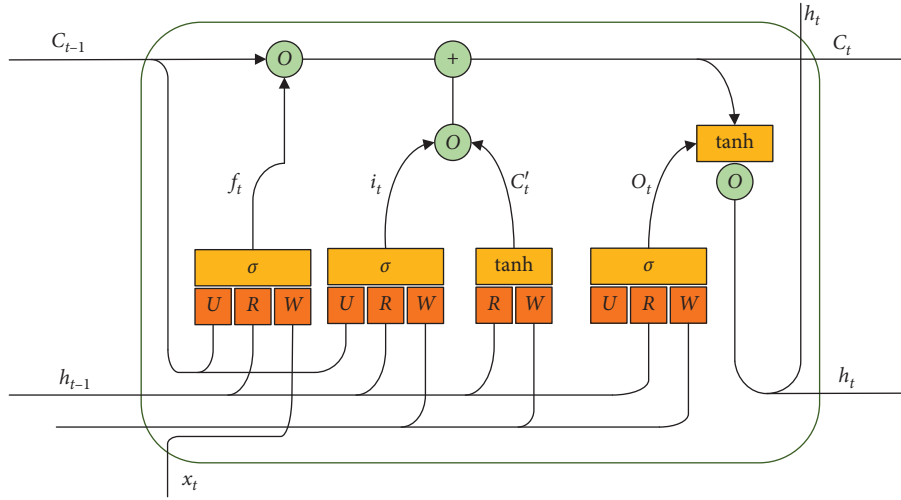 h_t
C_{t–1}
O
+
C_t
tanh
O
O
f_t
i_t
C′_t
O_t
σ
σ
tanh
σ
U R W
U R W
R W
U R W
h_{t–1}
h_t
x_t